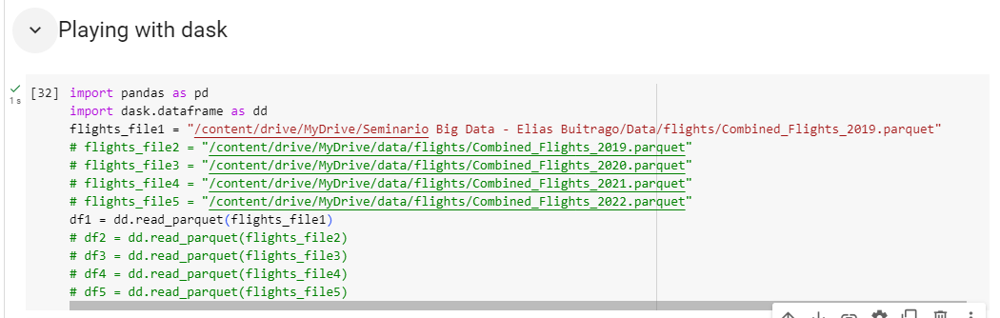 Playing with dask
[32] import pandas as pd
1s
import dask.dataframe as dd
flights_file1 = "/content/drive/MyDrive/Seminario Big Data - Elias Buitrago/Data/flights/Combined_Flights_2019.parquet"
# flights_file2 = "/content/drive/MyDrive/data/flights/Combined_Flights_2019.parquet"
# flights_file3 = "/content/drive/MyDrive/data/flights/Combined_Flights_2020.parquet"
# flights_file4 = "/content/drive/MyDrive/data/flights/Combined_Flights_2021.parquet"
# flights_file5 = "/content/drive/MyDrive/data/flights/Combined_Flights_2022.parquet"
df1 = dd.read_parquet(flights_file1)
# df2 = dd.read_parquet(flights_file2)
# df3 = dd.read_parquet(flights_file3)
# df4 = dd.read_parquet(flights_file4)
# df5 = dd.read_parquet(flights_file5)